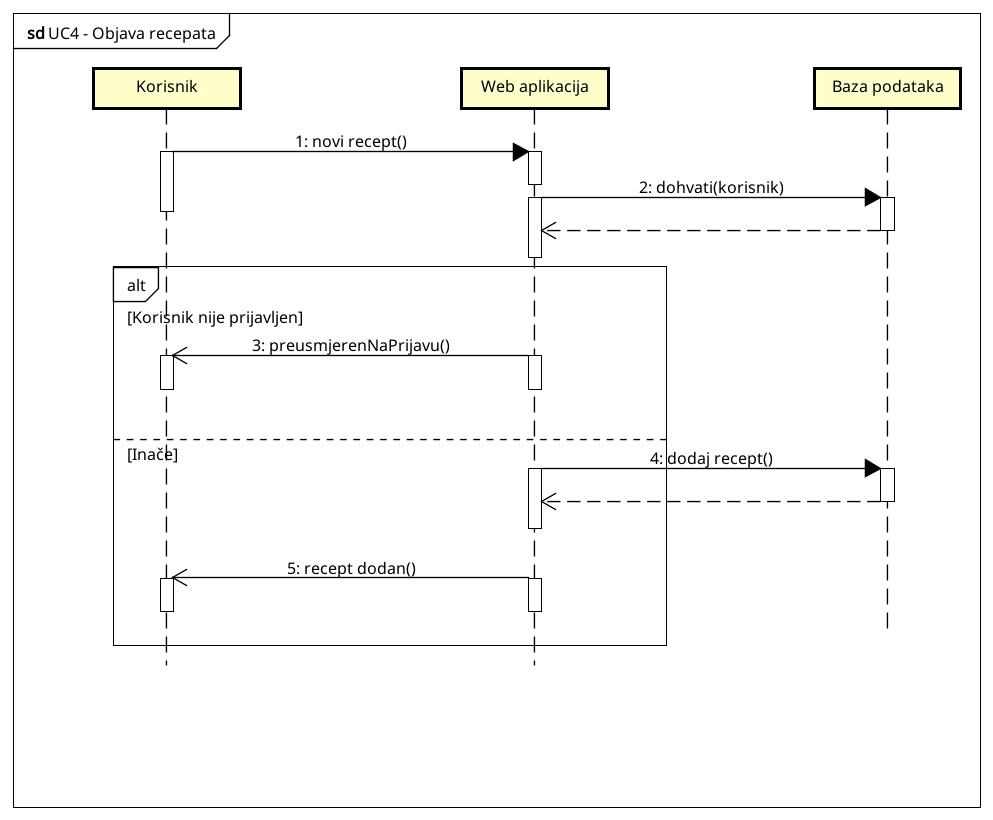 sd UC4 - Objava recepata
Korisnik
Web aplikacija
Baza podataka
1: novi recept()
2: dohvati(korisnik)
alt
[Korisnik nije prijavljen]
3: preusmjerenNaPrijavu()
[Inače]
4: dodaj recept()
5: recept dodan()